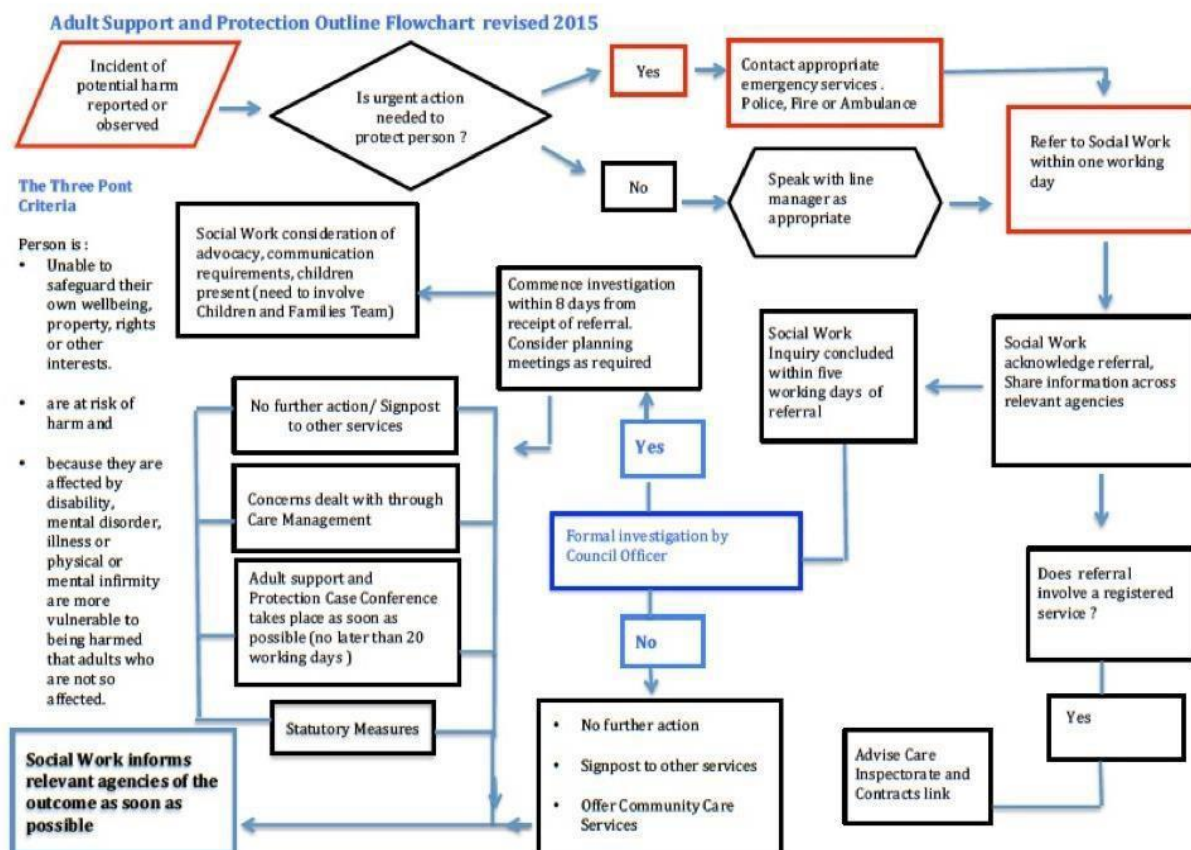 Adult Support and Protection Outline Flowchart revised 2015
Incident of
potential harm
reported or
observed
Is urgent action
needed to
protect person ?
Yes
Contact appropriate
emergency services .
Police, Fire or Ambulance
Refer to Social Work
within one working
day
No
Speak with line
manager as
appropriate
The Three Pont
Criteria
Person is :
• Unable to
safeguard their
own wellbeing,
property, rights
or other
interests.
• are at risk of
harm and
• because they are
affected by
disability,
mental disorder,
illness or
physical or
mental infirmity
are more
vulnerable to
being harmed
that adults who
are not so
affected.
Social Work consideration of
advocacy, communication
requirements, children
present (need to involve
Children and Families Team)
Commence investigation
within 8 days from
receipt of referral.
Consider planning
meetings as required
Social Work
Inquiry concluded
within five
working days of
referral
Social Work
acknowledge referral,
Share information across
relevant agencies
No further action/ Signpost
to other services
Yes
Concerns dealt with through
Care Management
Formal investigation by
Council Officer
Adult support and
Protection Case Conference
takes place as soon as
possible (no later than 20
working days )
No
Does referral
involve a registered
service ?
Statutory Measures
Yes
• No further action
• Signpost to other services
• Offer Community Care
Services
Advise Care
Inspectorate and
Contracts link
Social Work informs
relevant agencies of the
outcome as soon as
possible